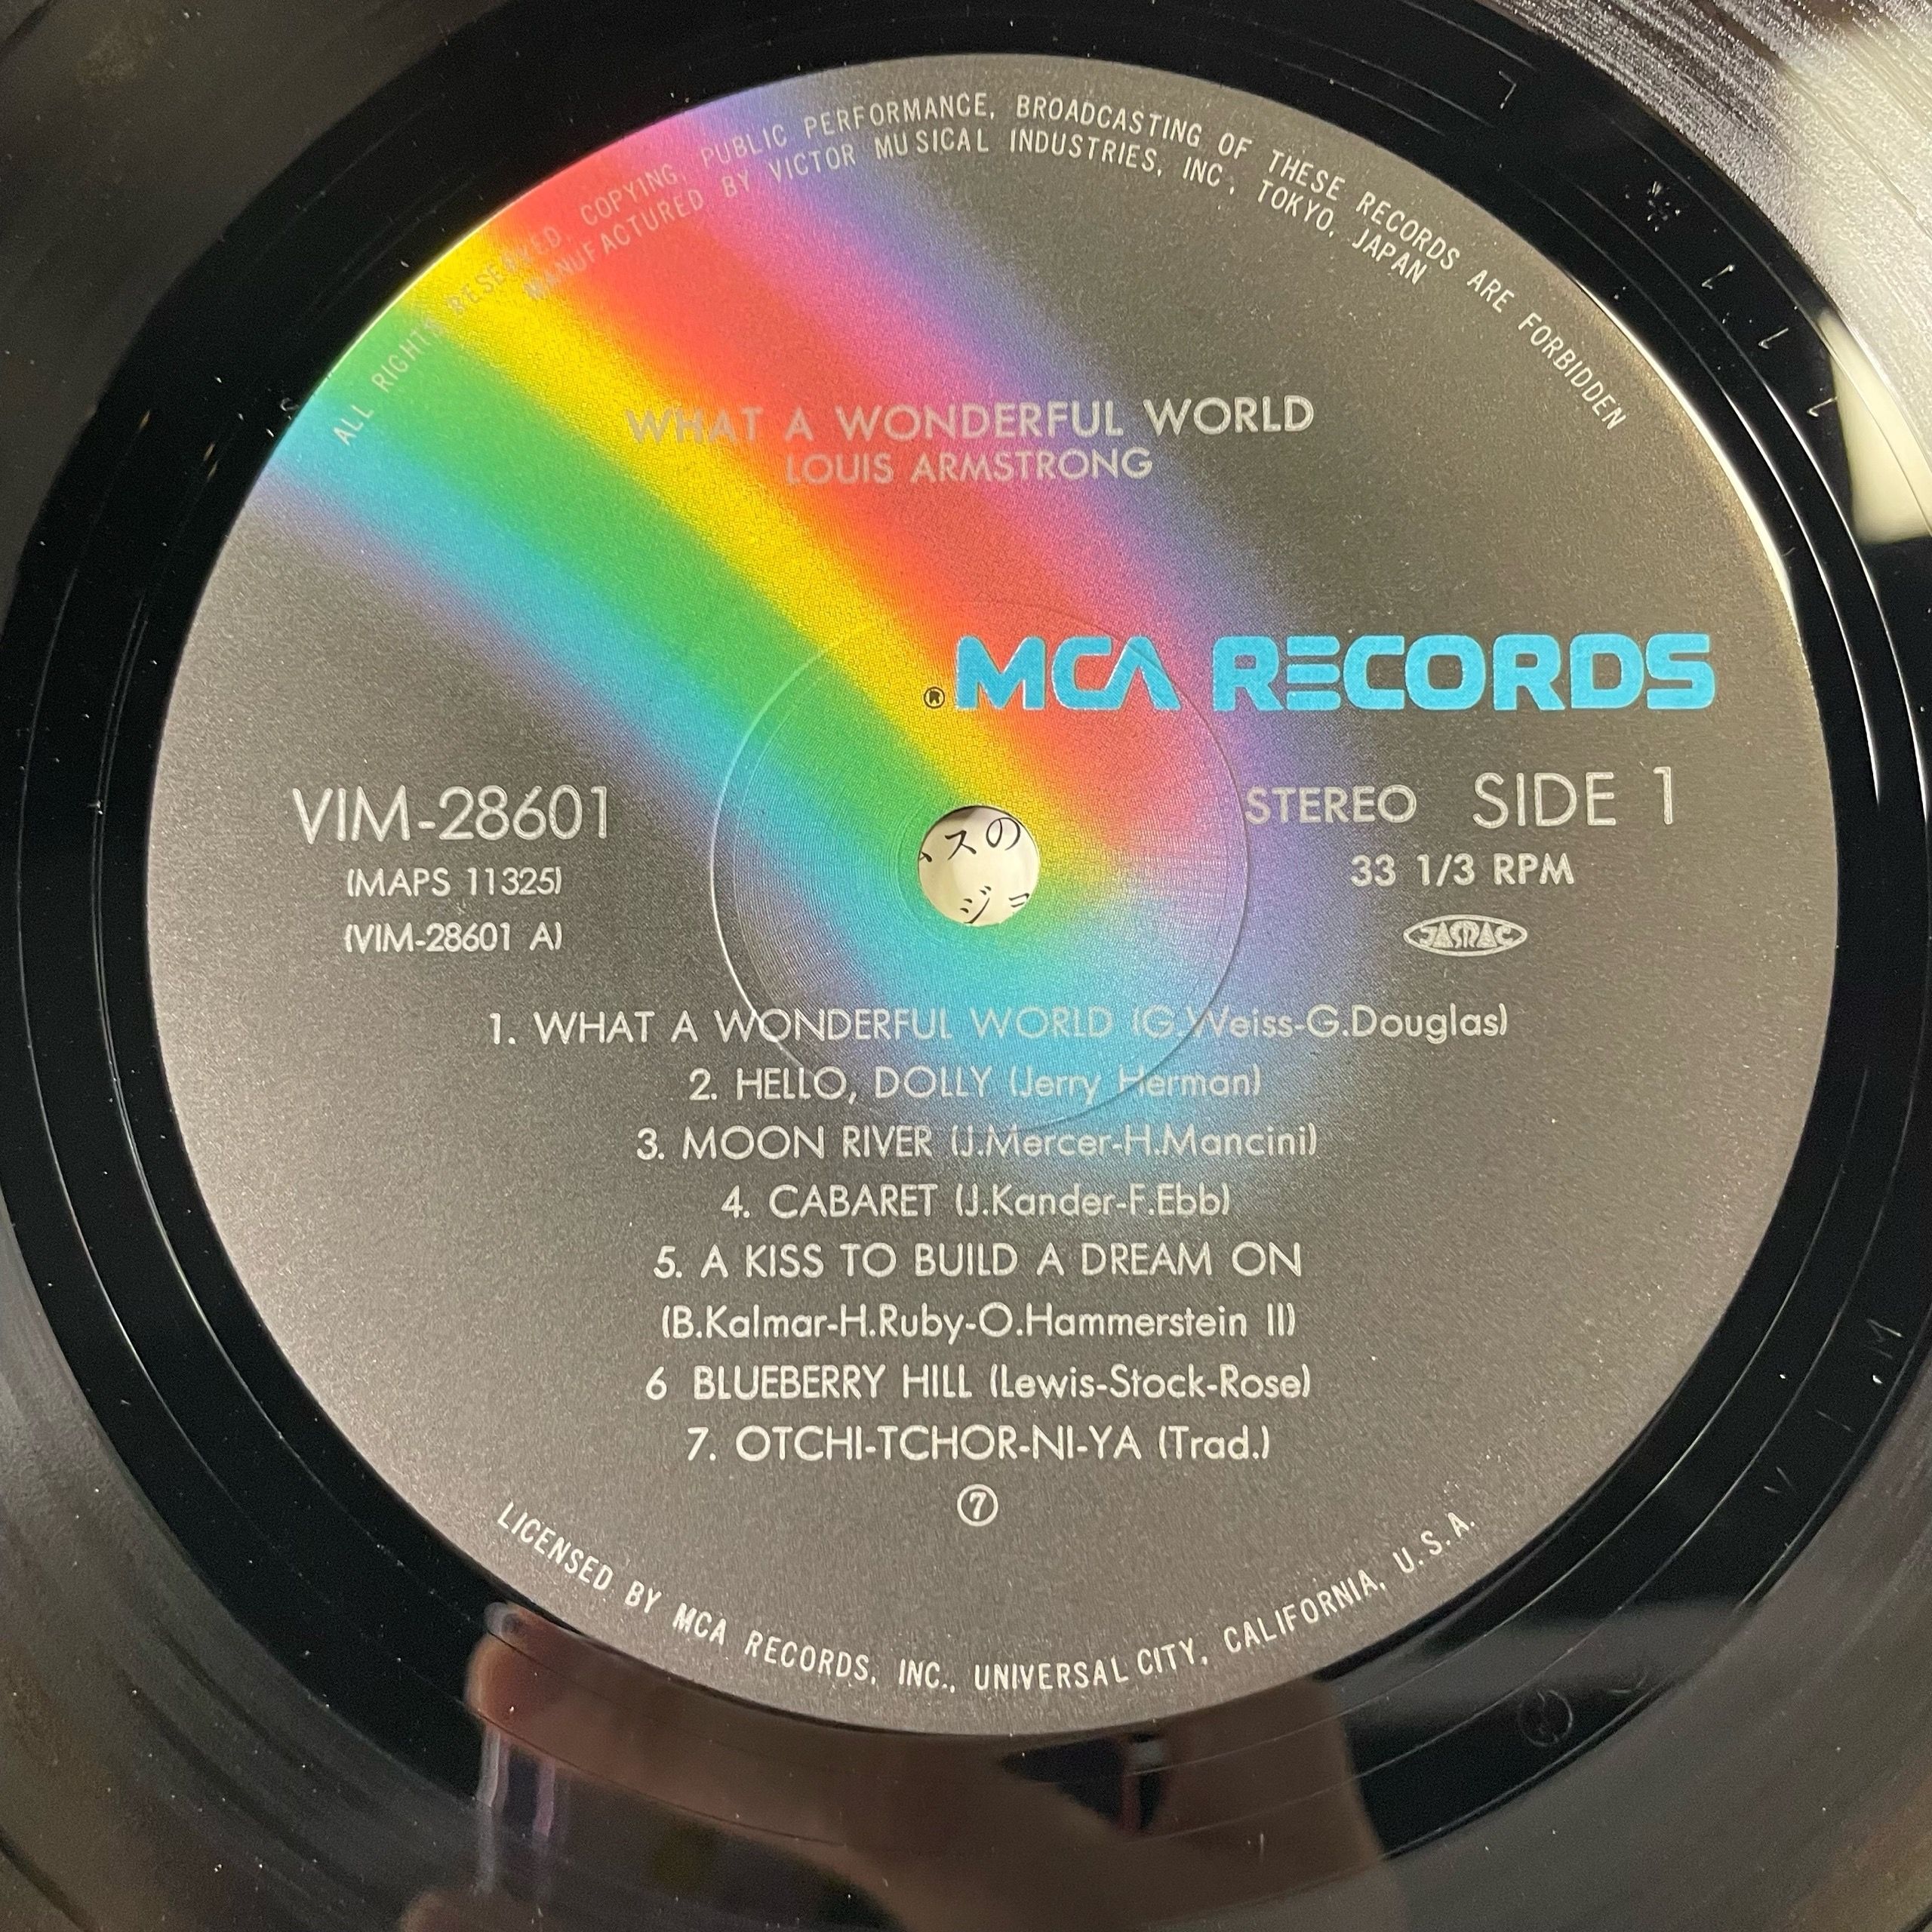 ALL RIGHTS RESERVED. COPYING, PUBLIC PERFORMANCE, BROADCASTING OF THESE RECORDS ARE FORBIDDEN
MANUFACTURED BY VICTOR MUSICAL INDUSTRIES, INC., TOKYO, JAPAN
WHAT A WONDERFUL WORLD
LOUIS ARMSTRONG
® MCA RECORDS
VIM-28601
STEREO SIDE 1
(MAPS 11325)
33 1/3 RPM
(VIM-28601 A)
JASRAC
スの
ジ
1. WHAT A WONDERFUL WORLD (G.Weiss-G.Douglas)
2. HELLO, DOLLY (Jerry Herman)
3. MOON RIVER (J.Mercer-H.Mancini)
4. CABARET (J.Kander-F.Ebb)
5. A KISS TO BUILD A DREAM ON
(B.Kalmar-H.Ruby-O.Hammerstein II)
6 BLUEBERRY HILL (Lewis-Stock-Rose)
7. OTCHI-TCHOR-NI-YA (Trad.)
⑦
LICENSED BY MCA RECORDS, INC., UNIVERSAL CITY, CALIFORNIA, U.S.A.